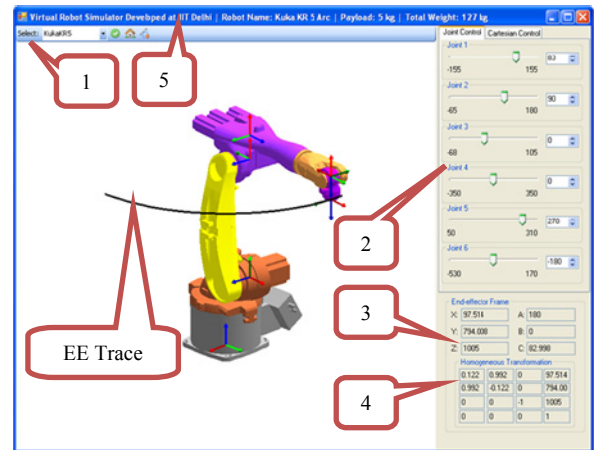 Virtual Robot Simulator Devebped at IIT Delhi | Robot Name: Kuka KR 5 Arc | Payload: 5 kg | Total Weight: 127 kg
Select: KukaKR5
1
5
EE Trace
2
3
4
Joint Control Cartesian Control
Joint 1
83
-155 155
Joint 2
90
-65 180
Joint 3
0
-68 105
Joint 4
0
-350 350
Joint 5
270
50 310
Joint 6
-180
-530 170
End-effector Frame
X: 97.514 A: 180
Y: 794.008 B: 0
Z: 1005 C: 82.998
Homogeneous Transformation
0.122 0.992 0 97.514
0.992 -0.122 0 794.00
0 0 -1 1005
0 0 0 1